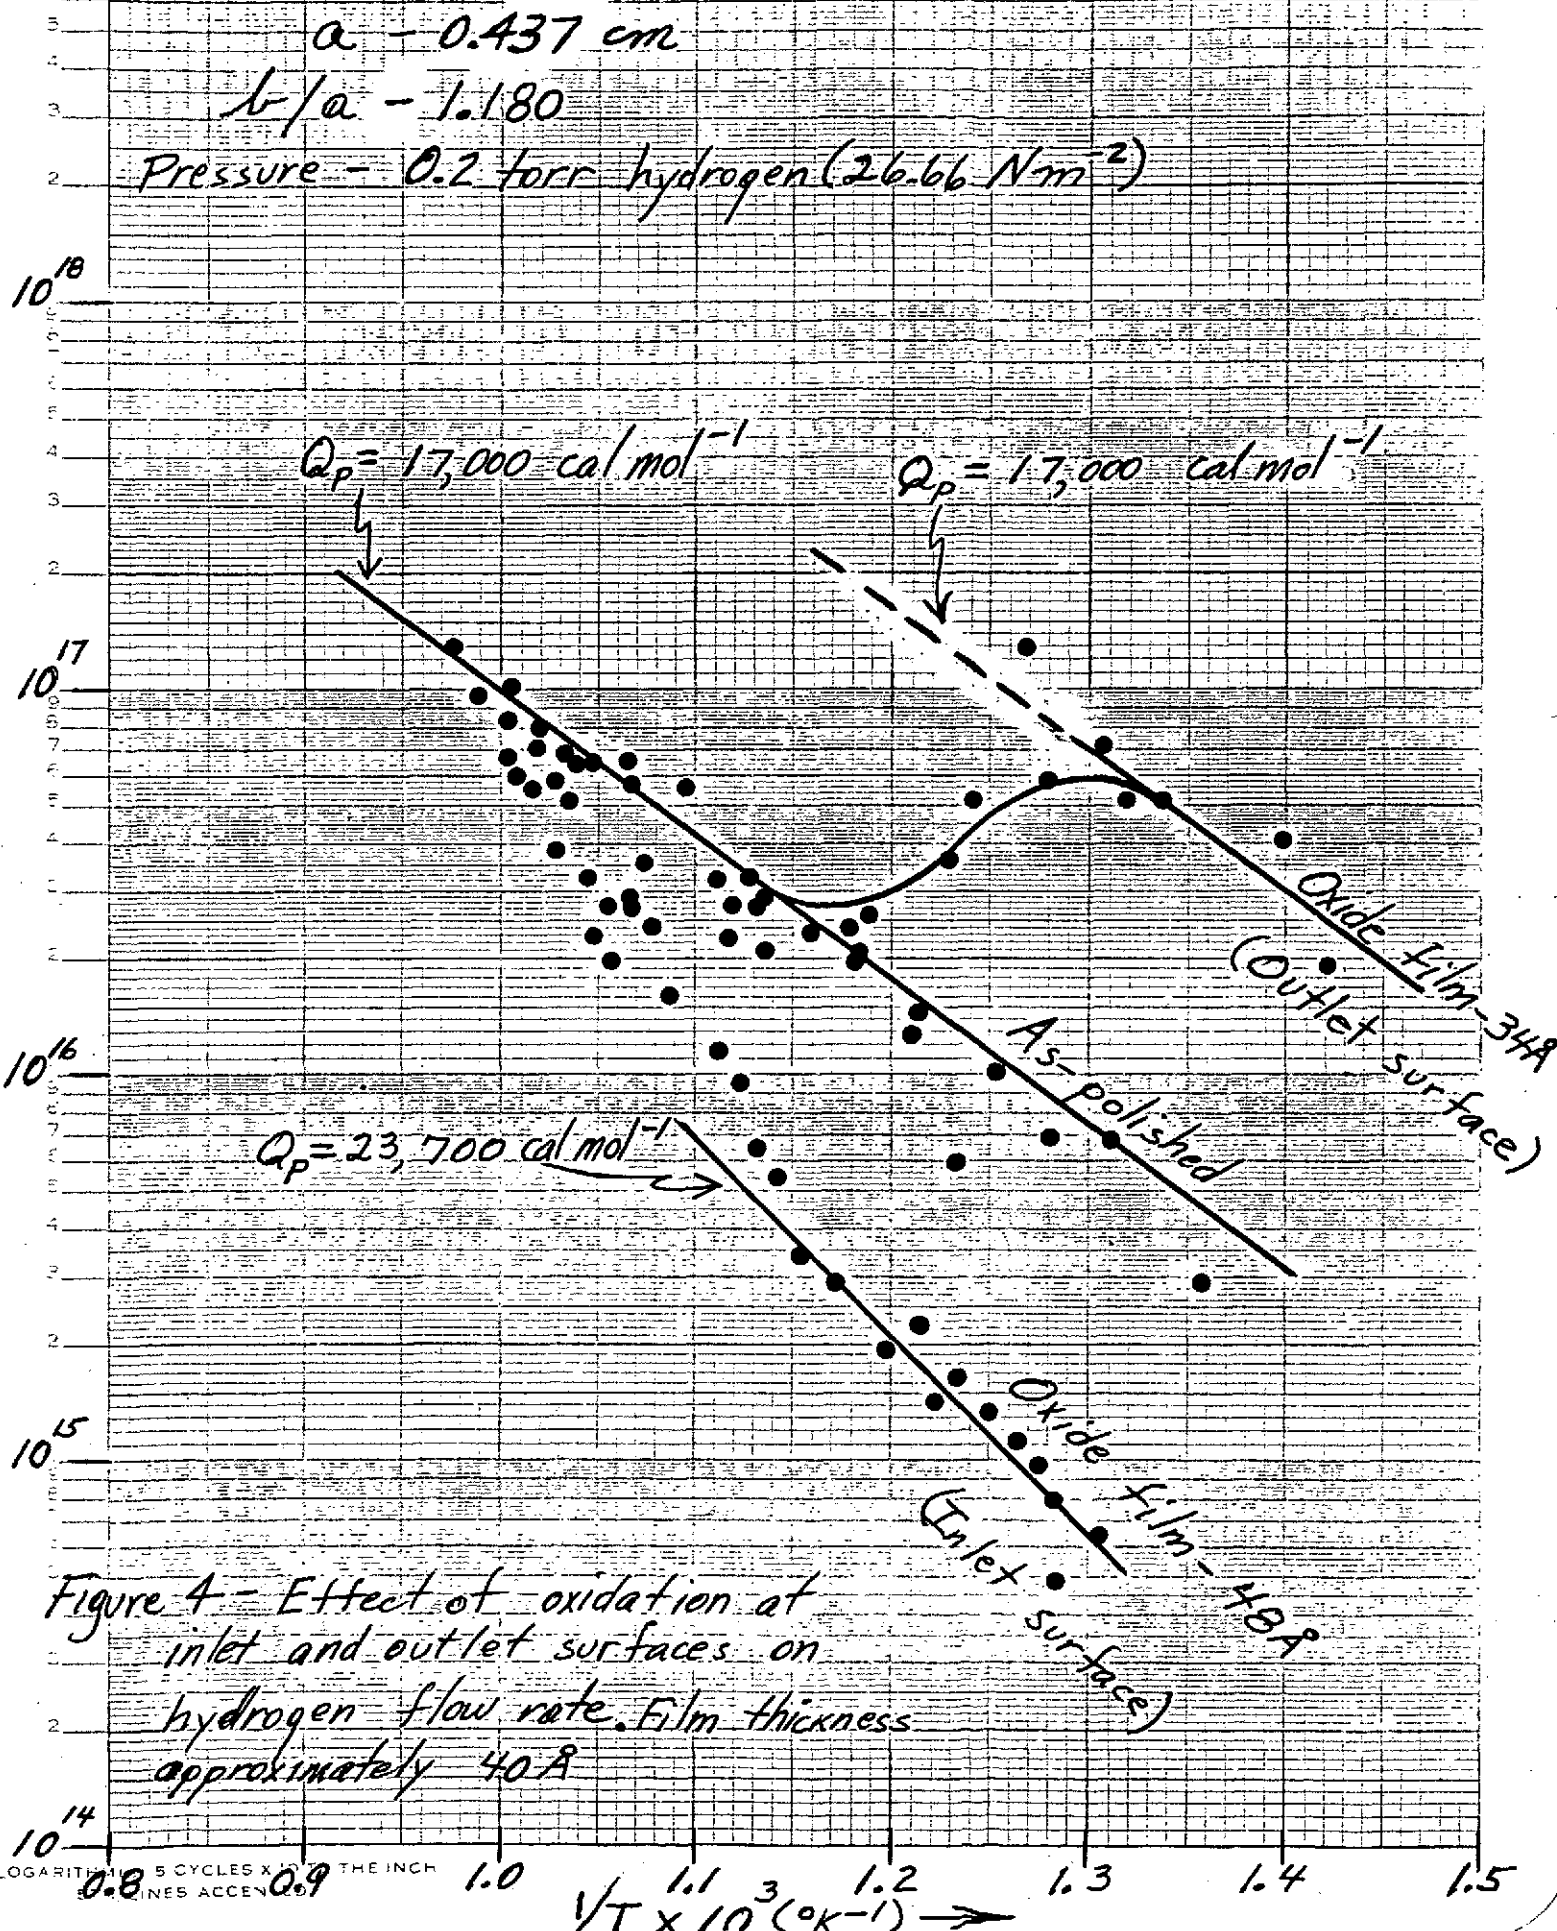 a - 0.437 cm
b/a - 1.180
Pressure - 0.2 torr hydrogen (26.66 Nm⁻²)
10¹⁸
Qₚ = 17,000 cal mol⁻¹
Qₚ = 17,000 cal mol⁻¹
10¹⁷
Oxide film - 34Å
(Outlet surface)
10¹⁶
As-polished
Qₚ = 23,700 cal mol⁻¹
10¹⁵
Oxide film - 48Å
(Inlet surface)
Figure 4 - Effect of oxidation at
inlet and outlet surfaces on
hydrogen flow rate. Film thickness
approximately 40 Å
10¹⁴
5 CYCLES X THE INCH
LINES ACCEN
0.8 0.9 1.0 1.1 1.2 1.3 1.4 1.5
1/T × 10³ (°K⁻¹) →